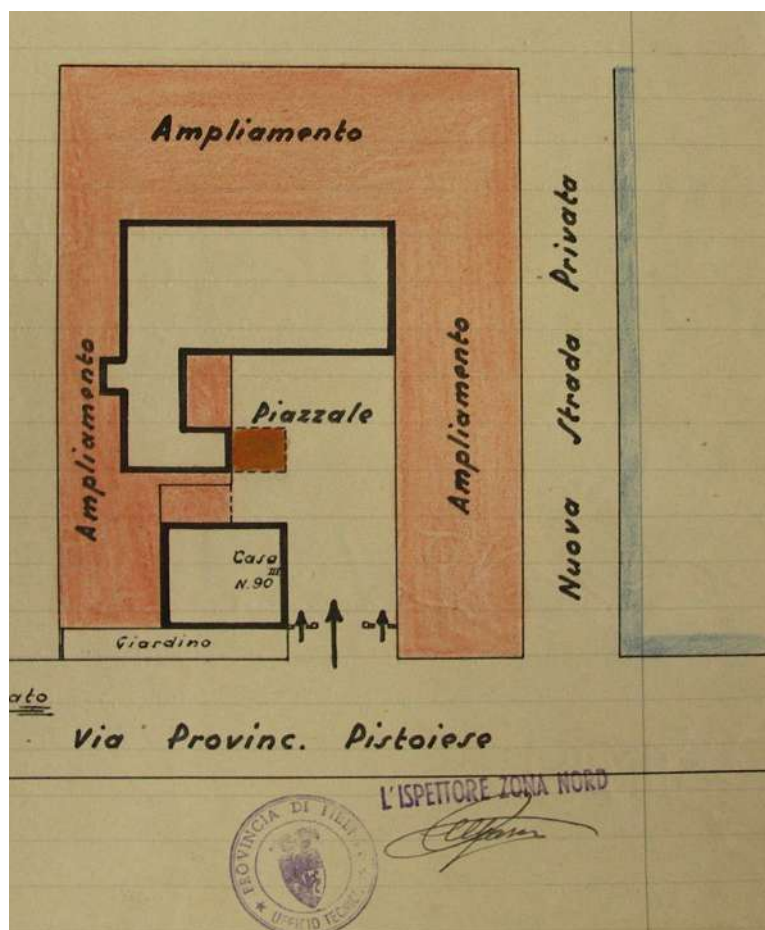 Ampliamento
Nuova Strada Privata
Ampliamento
Piazzale
Ampliamento
Casa
III
N. 90
Giardino
ato
Via Provinc. Pistoiese
L'ISPETTORE ZONA NORD
PROVINCIA DI
UFFICIO TECNICO